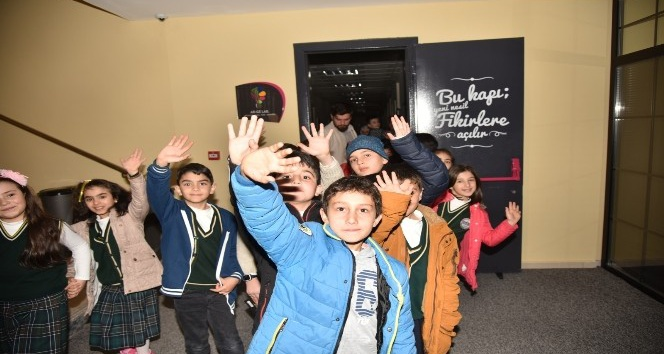 Bu kapı;
yeni nesil
Fikirlere
açılır